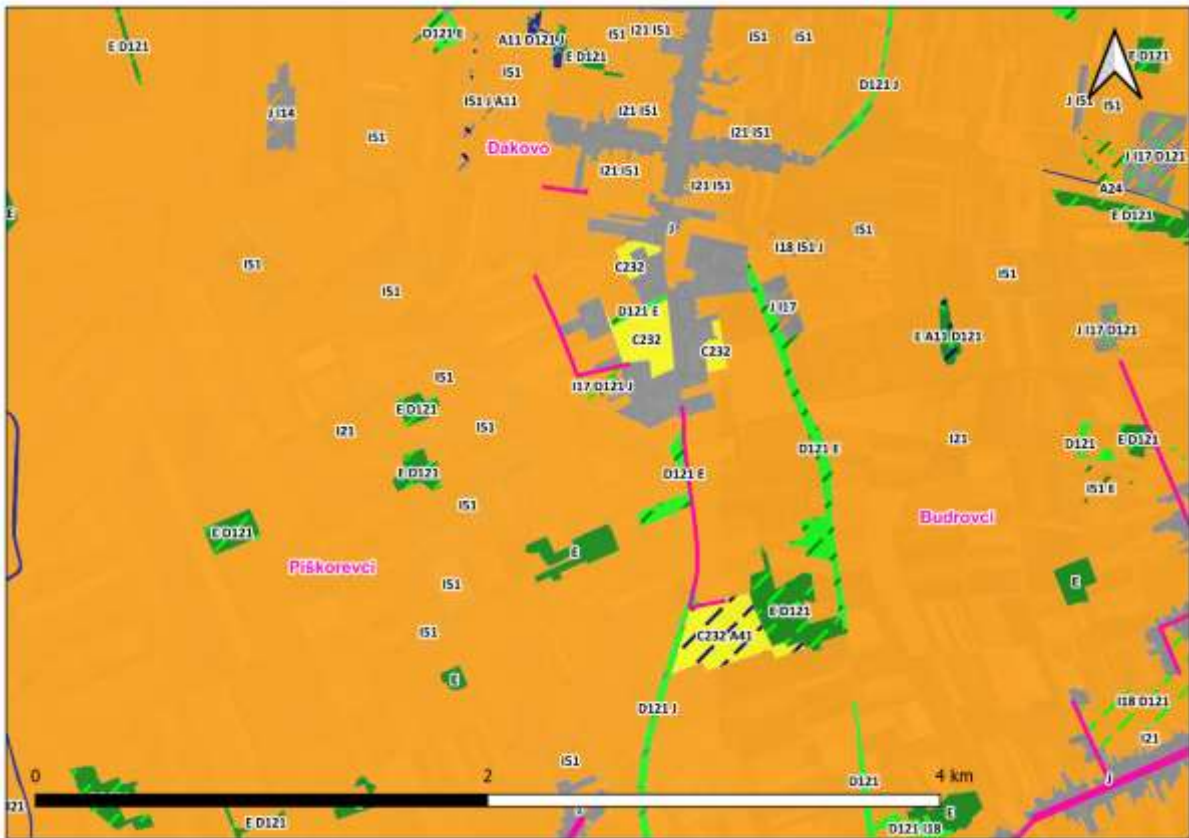 D121 E
I51
I21 I51
E D121
A11 D121 J
I51
I51
E D121
E D121
I51
D121 J
J I51
I51
I51 J A11
J I14
I21 I51
I51
I21 I51
Đakovo
J I17 D121
I21 I51
I21 I51
A24
E
E D121
J
I51
I18 I51 J
I51
C232
I51
I51
D121 E
J I17
E A11 D121
J I17 D121
C232
C232
I51
I17 D121 J
E D121
I51
I21
I21
D121
E D121
D121 E
E D121
D121 E
I51 E
I51
Budrovci
E D121
E
Piškorevci
I51
E
E D121
I51
C232 A41
E
I18 D121
D121 J
I21
I51
0
2
4 km
J
D121
I21
E
E D121
D121 I18